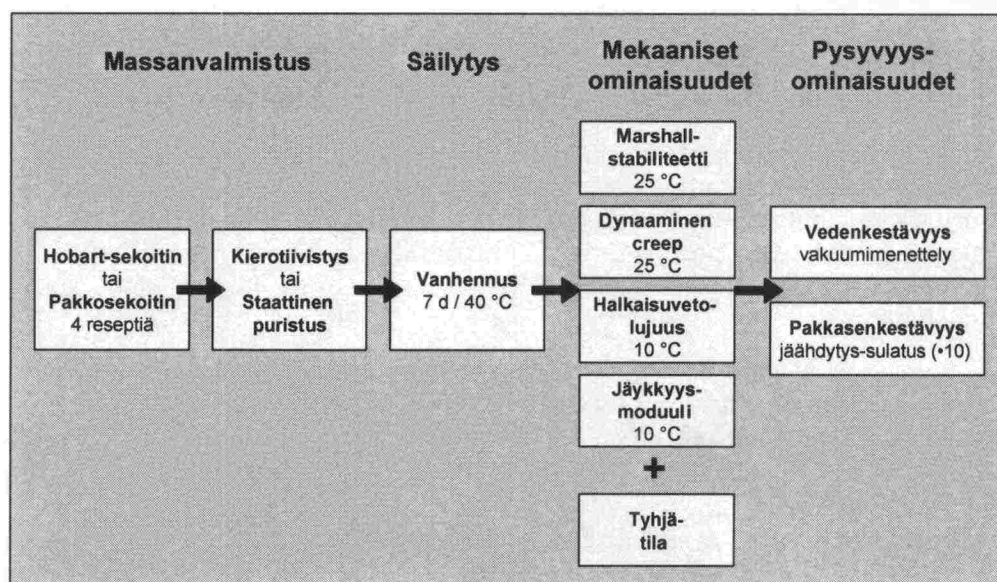 Massanvalmistus
Säilytys
Mekaaniset
ominaisuudet
Pysyvyys-
ominaisuudet
Hobart-sekoitin
tai
Pakkosekoitin
4 reseptiä
Kierotiivistys
tai
Staattinen
puristus
Vanhennus
7 d / 40 °C
Marshall-
stabiliteetti
25 °C
Dynaaminen
creep
25 °C
Halkaisuveto-
lujuus
10 °C
Jäykkyys-
moduuli
10 °C
+
Tyhjä-
tila
Vedenkestävyys
vakuumimenettely
Pakkasenkestävyys
jäähdytys-sulatus (•10)